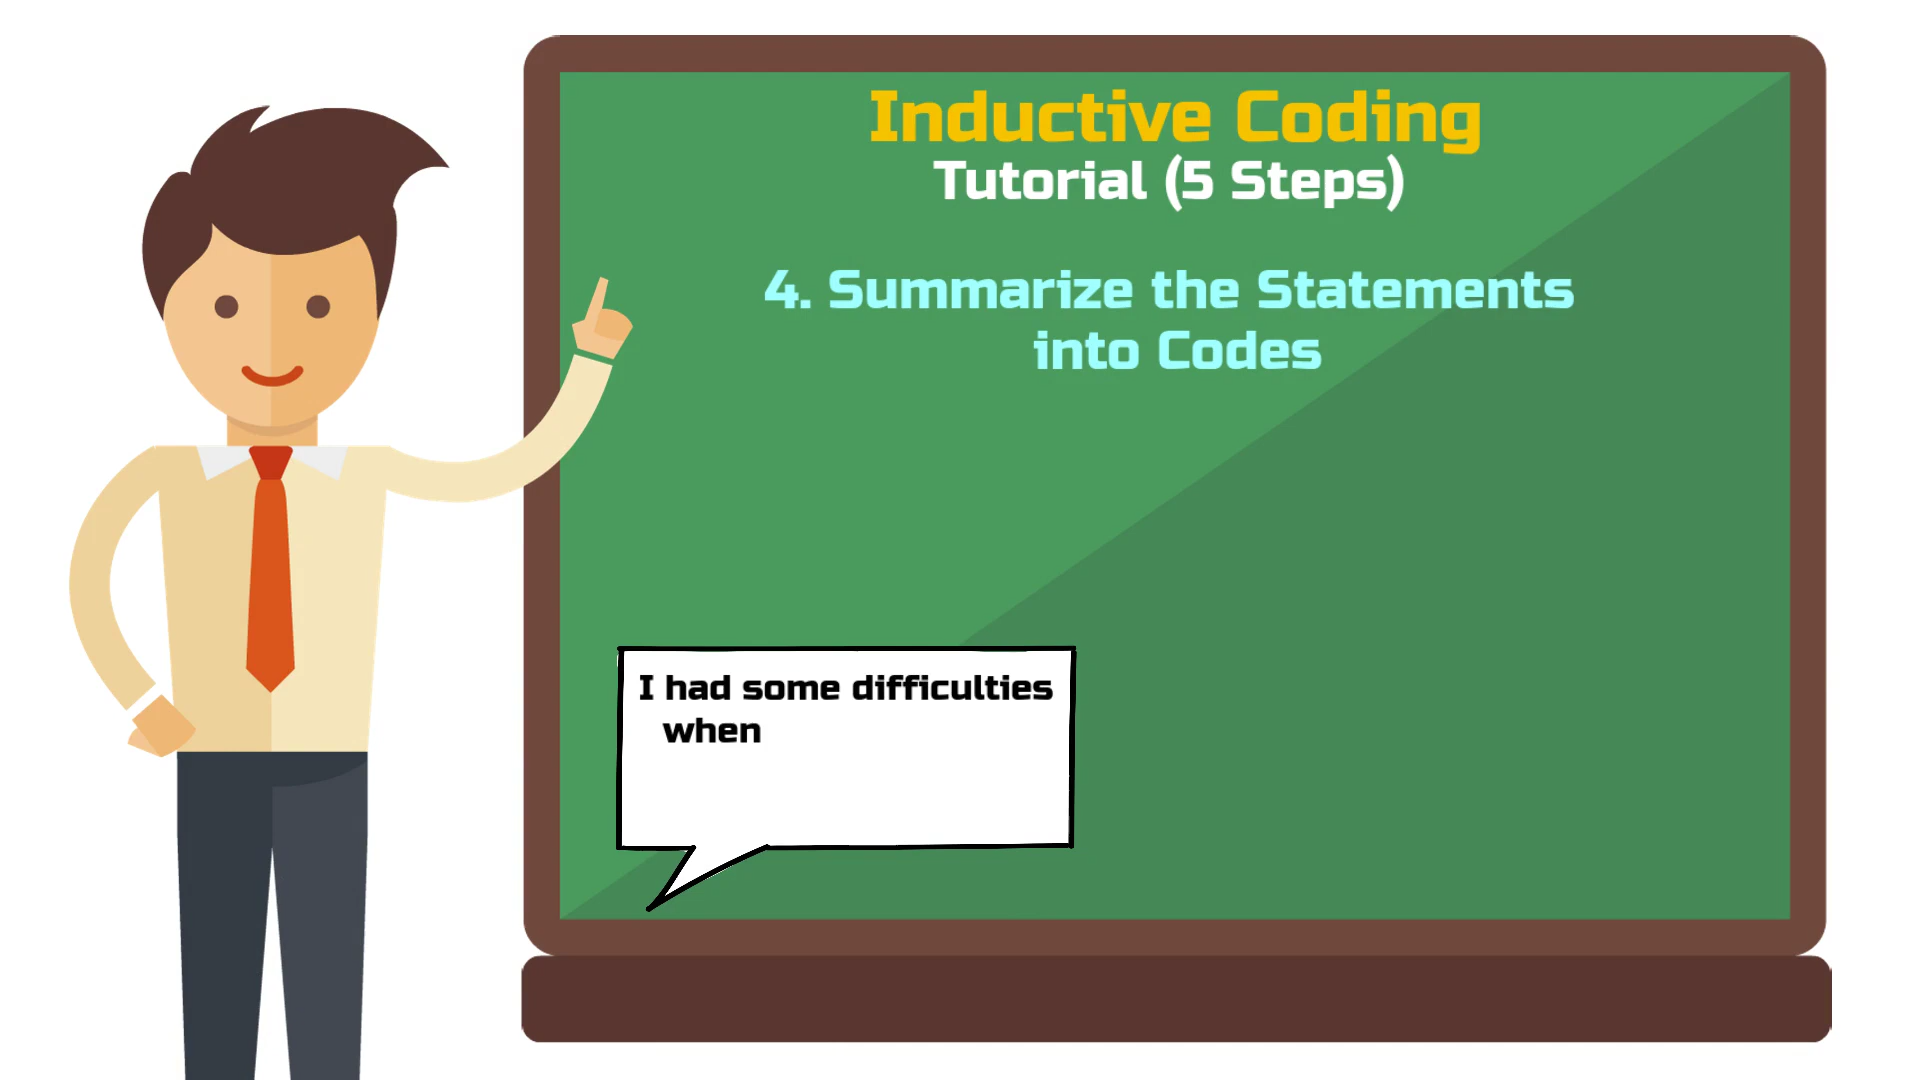 Inductive Coding
Tutorial (5 Steps)
4. Summarize the Statements
into Codes
I had some difficulties
when